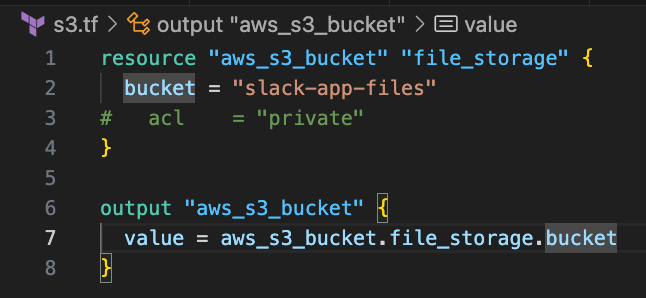 s3.tf > output "aws_s3_bucket" > value
1 resource "aws_s3_bucket" "file_storage" {
2   bucket = "slack-app-files"
3 #   acl    = "private"
4 }
5
6 output "aws_s3_bucket" {
7   value = aws_s3_bucket.file_storage.bucket
8 }